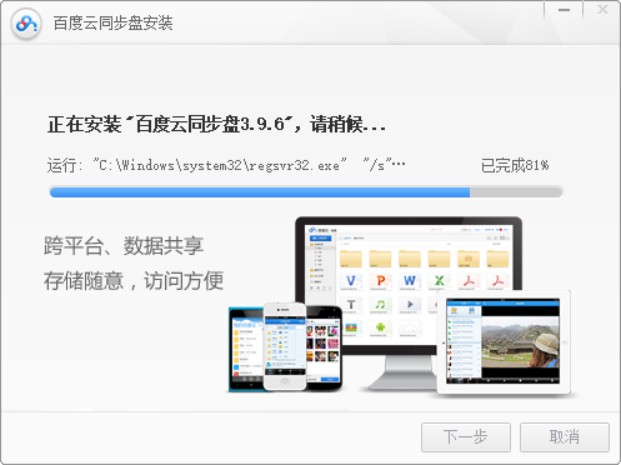 百度云同步盘安装
正在安装"百度云同步盘3.9.6"，请稍候...
运行: "C:\Windows\system32\regsvr32.exe" "/s"…
已完成81%
跨平台、数据共享
存储随意，访问方便
下一步
取消